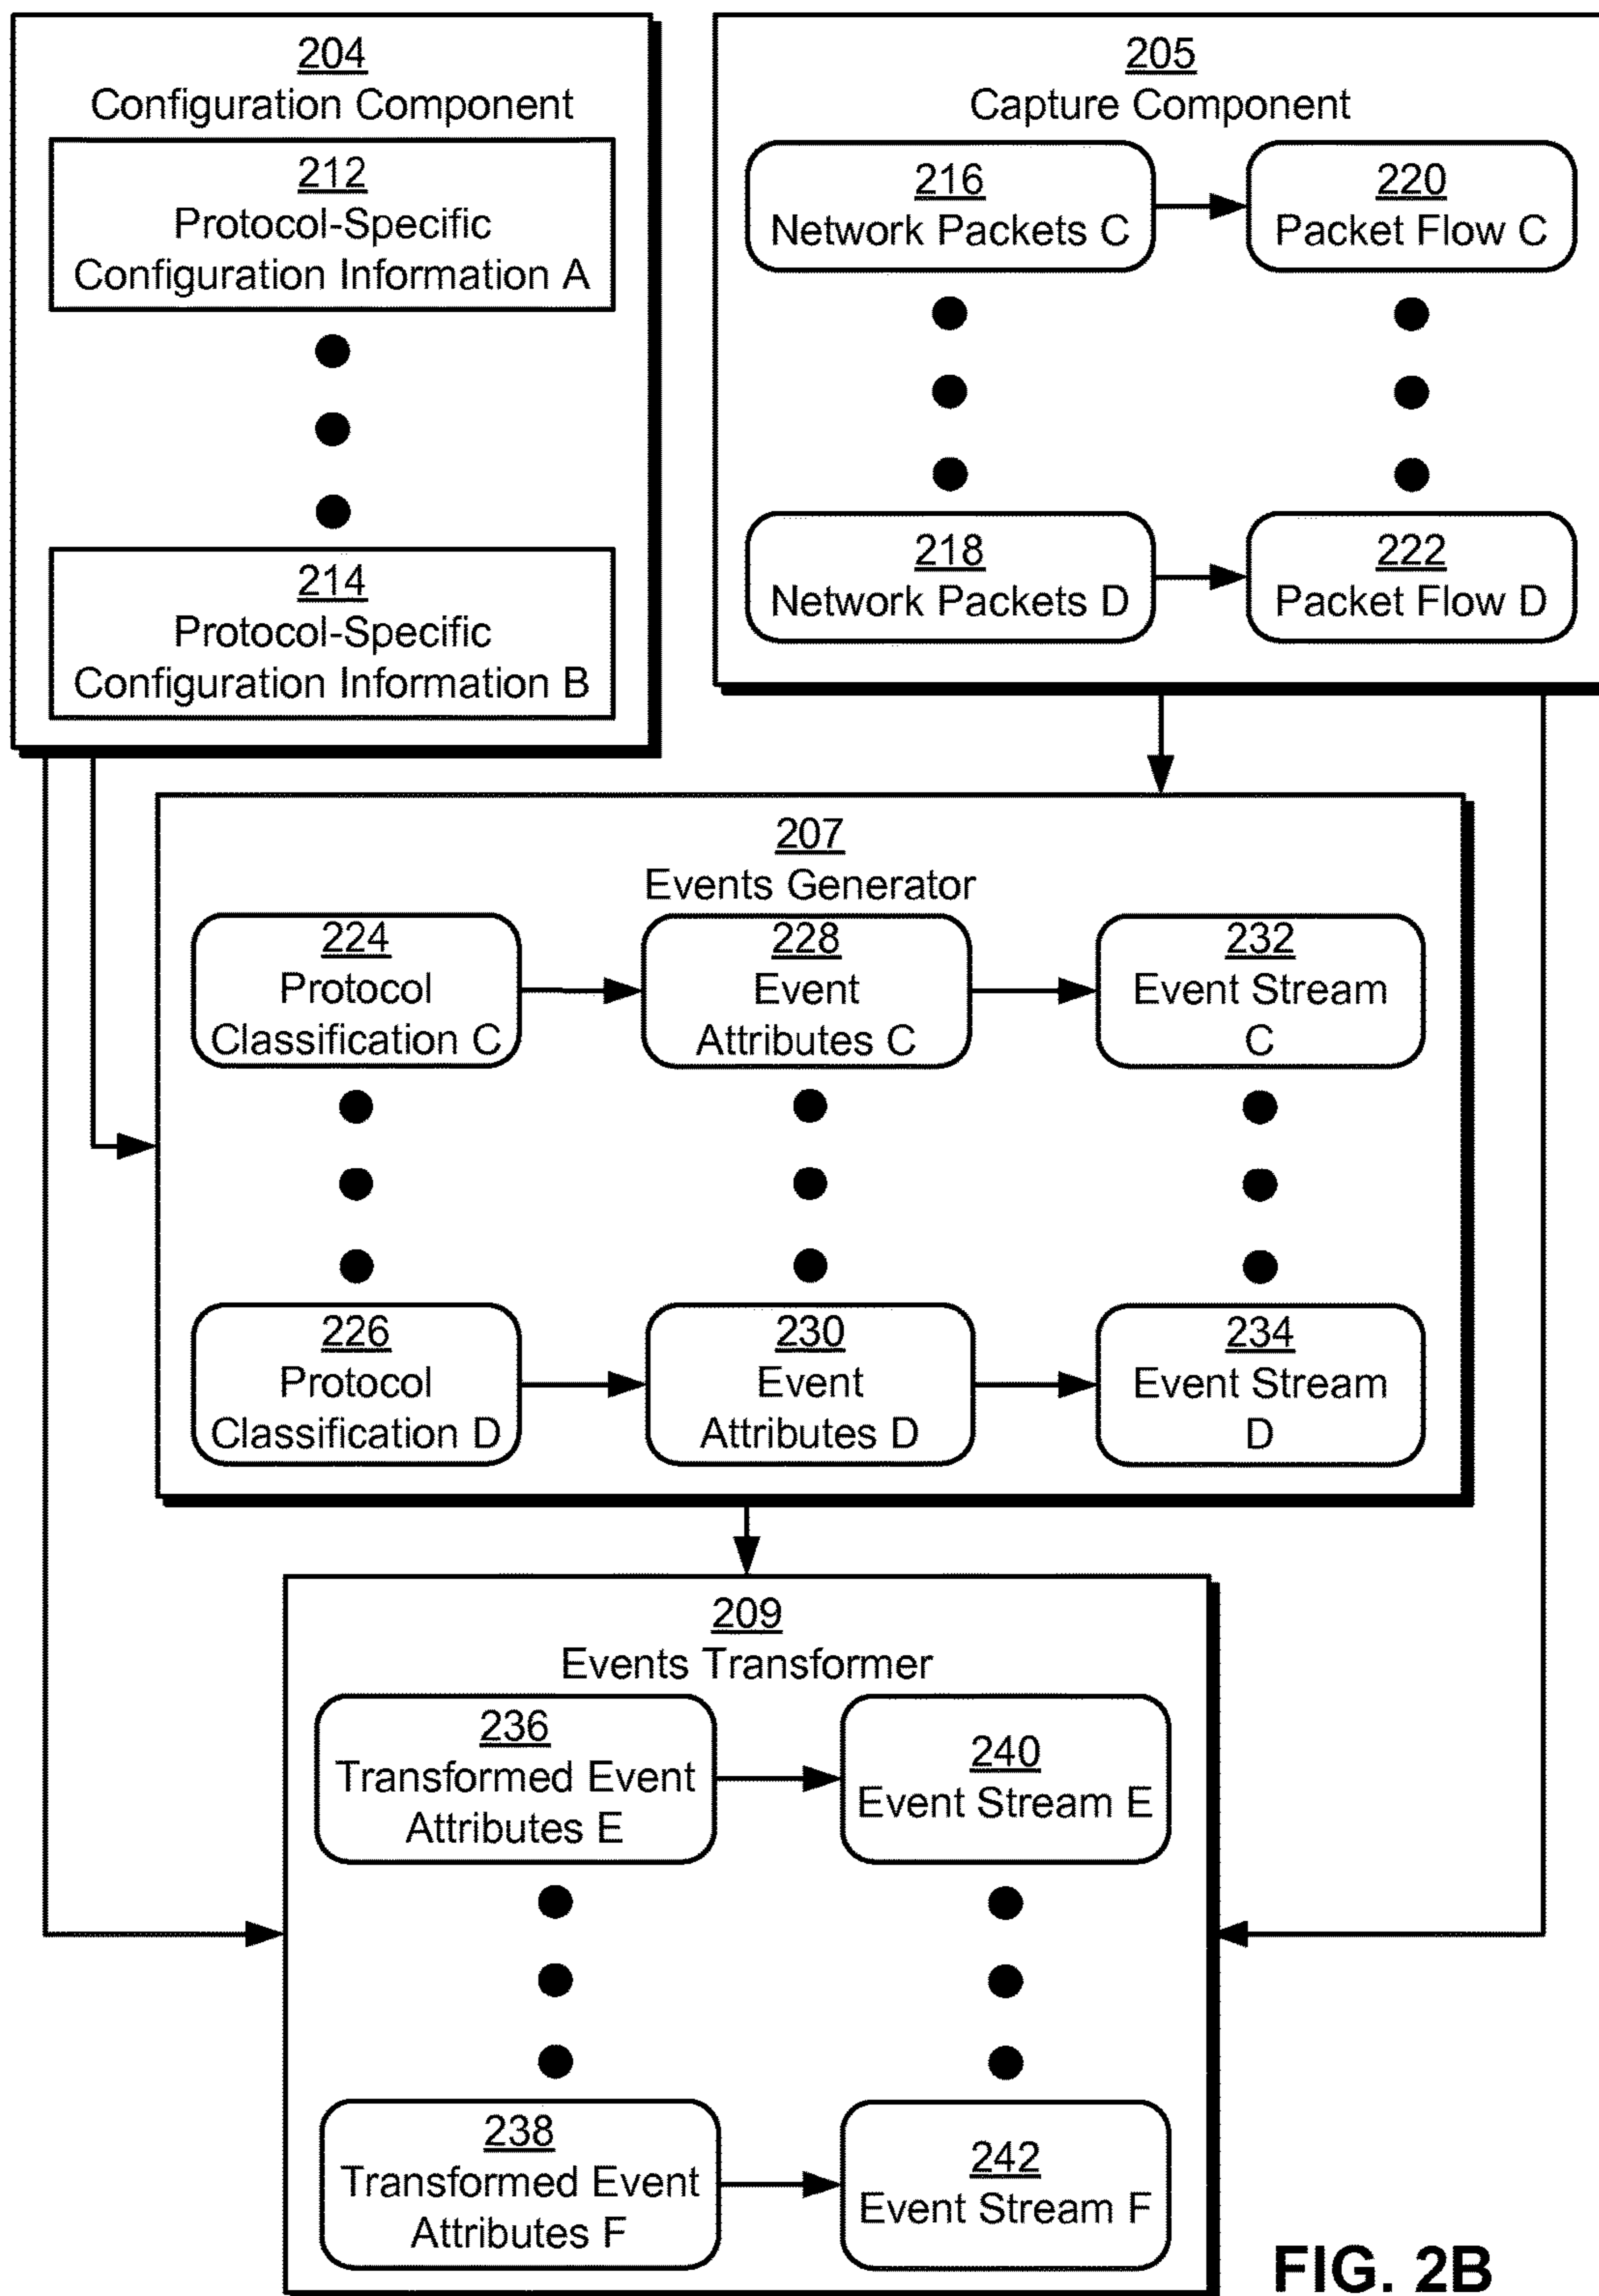 204
Configuration Component
212
Protocol-Specific
Configuration Information A
214
Protocol-Specific
Configuration Information B
205
Capture Component
216
Network Packets C
220
Packet Flow C
218
Network Packets D
222
Packet Flow D
207
Events Generator
224
Protocol
Classification C
228
Event
Attributes C
232
Event Stream
C
226
Protocol
Classification D
230
Event
Attributes D
234
Event Stream
D
209
Events Transformer
236
Transformed Event
Attributes E
240
Event Stream E
238
Transformed Event
Attributes F
242
Event Stream F
FIG. 2B